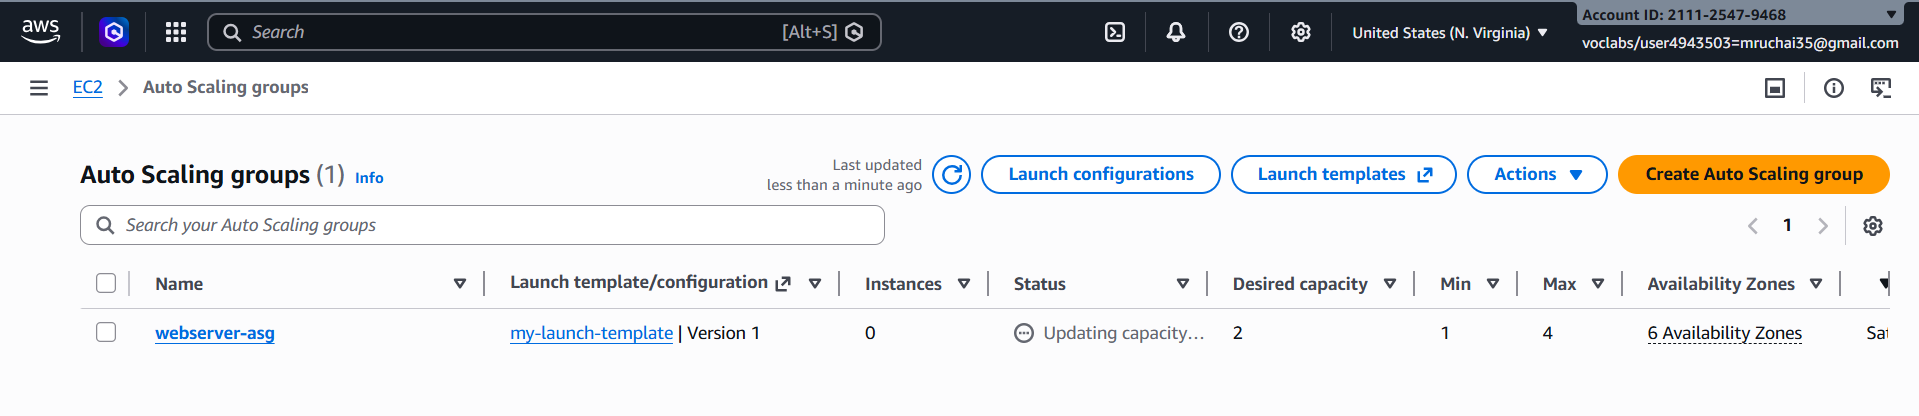 aws
Search [Alt+S]
United States (N. Virginia)
Account ID: 2111-2547-9468
voclabs/user4943503=mruchai35@gmail.com
EC2 Auto Scaling groups
Auto Scaling groups (1) Info
Last updated
less than a minute ago
Launch configurations
Launch templates
Actions
Create Auto Scaling group
Search your Auto Scaling groups
1
Name Launch template/configuration Instances Status Desired capacity Min Max Availability Zones
webserver-asg my-launch-template | Version 1 0 Updating capacity... 2 1 4 6 Availability Zones